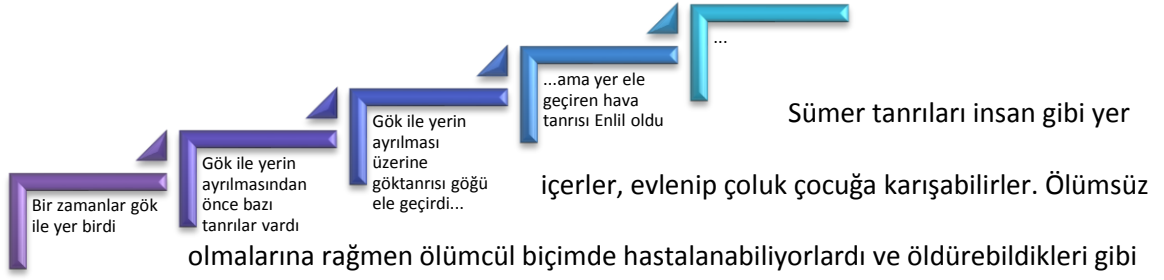 Bir zamanlar gök
ile yer birdi
Gök ile yerin
ayrılmasından
önce bazı
tanrılar vardı
Gök ile yerin
ayrılması
üzerine
göktanrısı göğü
ele geçirdi...
...ama yer ele
geçiren hava
tanrısı Enlil oldu
...
Sümer tanrıları insan gibi yer
içerler, evlenip çoluk çocuğa karışabilirler. Ölümsüz
olmalarına rağmen ölümcül biçimde hastalanabiliyorlardı ve öldürebildikleri gibi